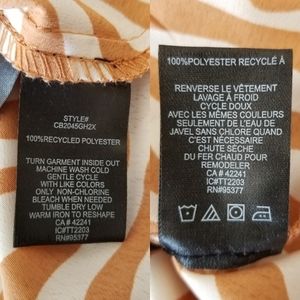 STYLE#
CB2045GH2X
100%RECYCLED POLYESTER
TURN GARMENT INSIDE OUT
MACHINE WASH COLD
GENTLE CYCLE
WITH LIKE COLORS
ONLY NON-CHLORINE
BLEACH WHEN NEEDED
TUMBLE DRY LOW
WARM IRON TO RESHAPE
CA# 42241
IC#TT2203
RN#95377
100%POLYESTER RECYCLÉ À
RENVERSE LE VÊTEMENT
LAVAGE À FROID
CYCLE DOUX
AVEC LES MÊMES COULEURS
SEULEMENT DE L'EAU DE
JAVEL SANS CHLORE QUAND
C'EST NÉCESSAIRE
CHUTE SÈCHE
DU FER CHAUD POUR
REMODELER
CA # 42241
IC#TT2203
RN#95377